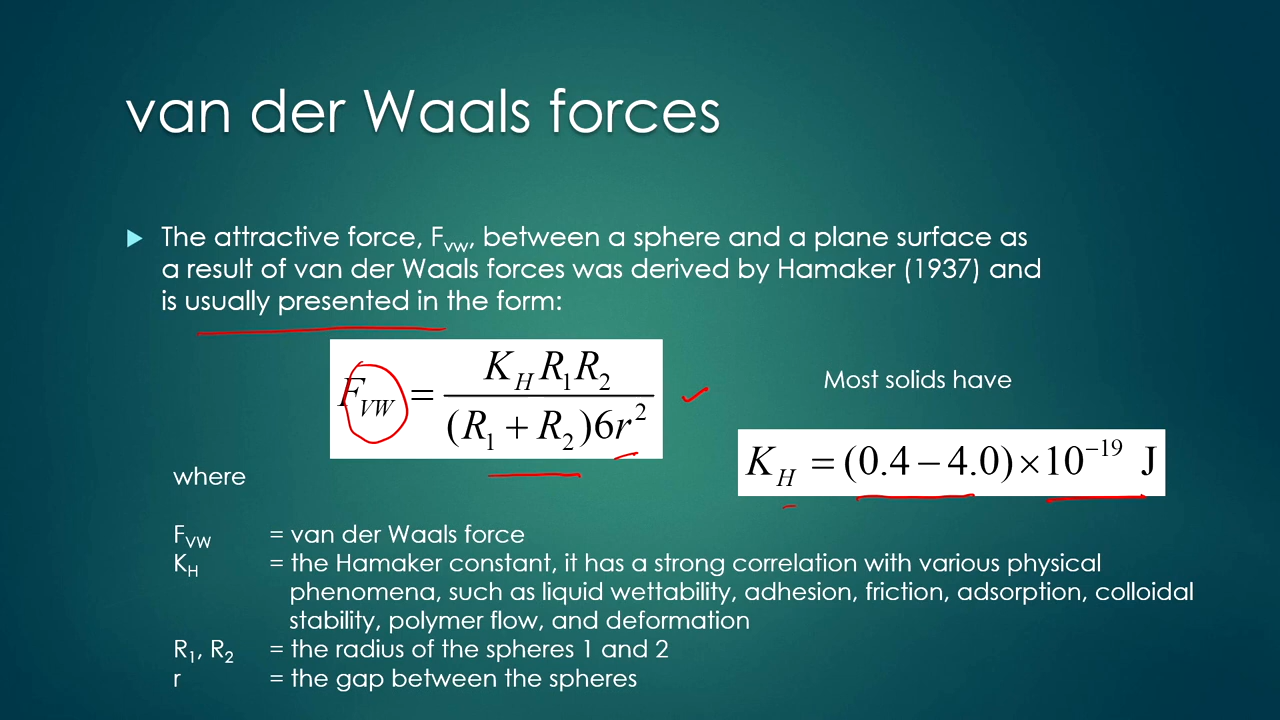 van der Waals forces
The attractive force, Fvw, between a sphere and a plane surface as
a result of van der Waals forces was derived by Hamaker (1937) and
is usually presented in the form:
F_VW = K_H R_1 R_2 / (R_1 + R_2)6r^2
Most solids have
K_H = (0.4 − 4.0) × 10^−19 J
where
F_VW = van der Waals force
K_H = the Hamaker constant, it has a strong correlation with various physical
phenomena, such as liquid wettability, adhesion, friction, adsorption, colloidal
stability, polymer flow, and deformation
R_1, R_2 = the radius of the spheres 1 and 2
r = the gap between the spheres